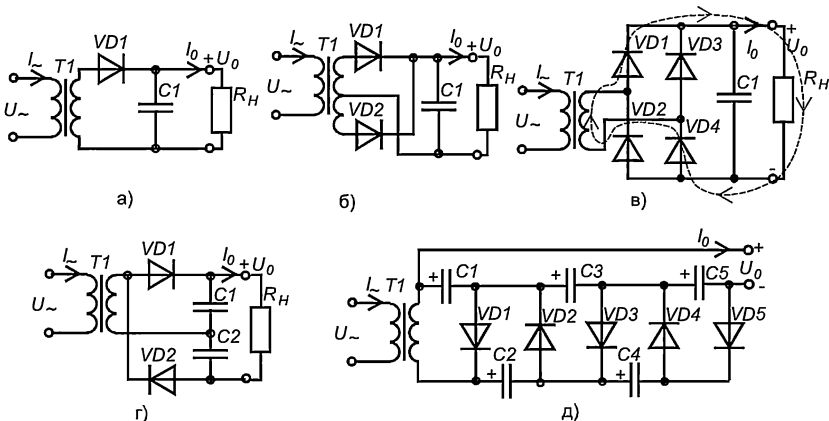 I~ T1 VD1 I0 + U0
U~ C1 RН
а)
I~ T1 VD1 I0 + U0
U~ VD2 C1 RН
б)
I~ T1 VD1 VD3 I0 + U0
U~ VD2 VD4 C1 RН
-
в)
I~ T1 VD1 I0 + U0
U~ C1 RН
VD2 C2
г)
I0 +
I~ T1 + C1 + C3 + C5 U0
-
U~ VD1 VD2 VD3 VD4 VD5
+ C2 + C4
д)